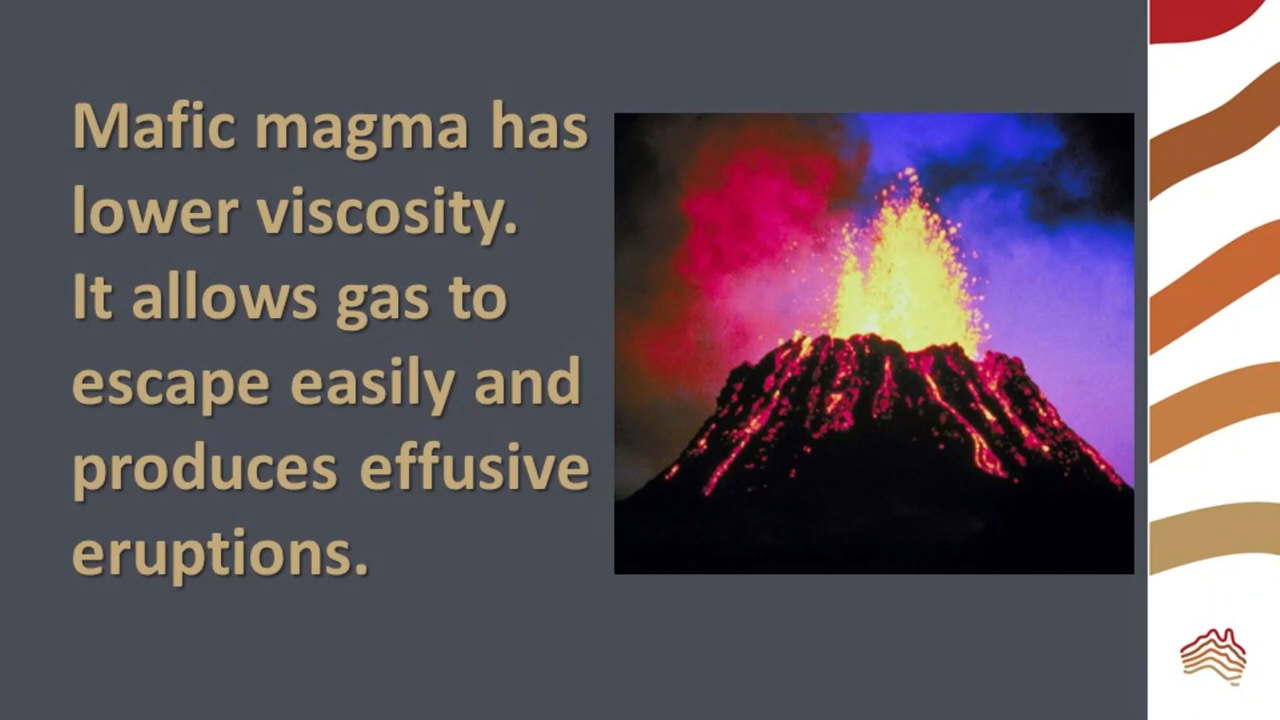 Mafic magma has
lower viscosity.
It allows gas to
escape easily and
produces effusive
eruptions.